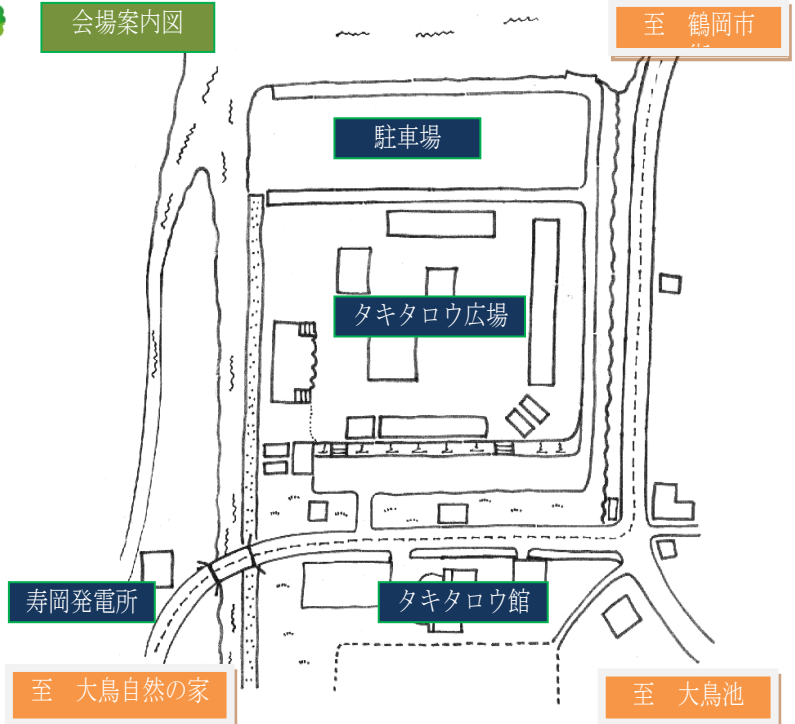 会場案内図
至　鶴岡市
駐車場
タキタロウ広場
寿岡発電所
タキタロウ館
至　大鳥自然の家
至　大鳥池